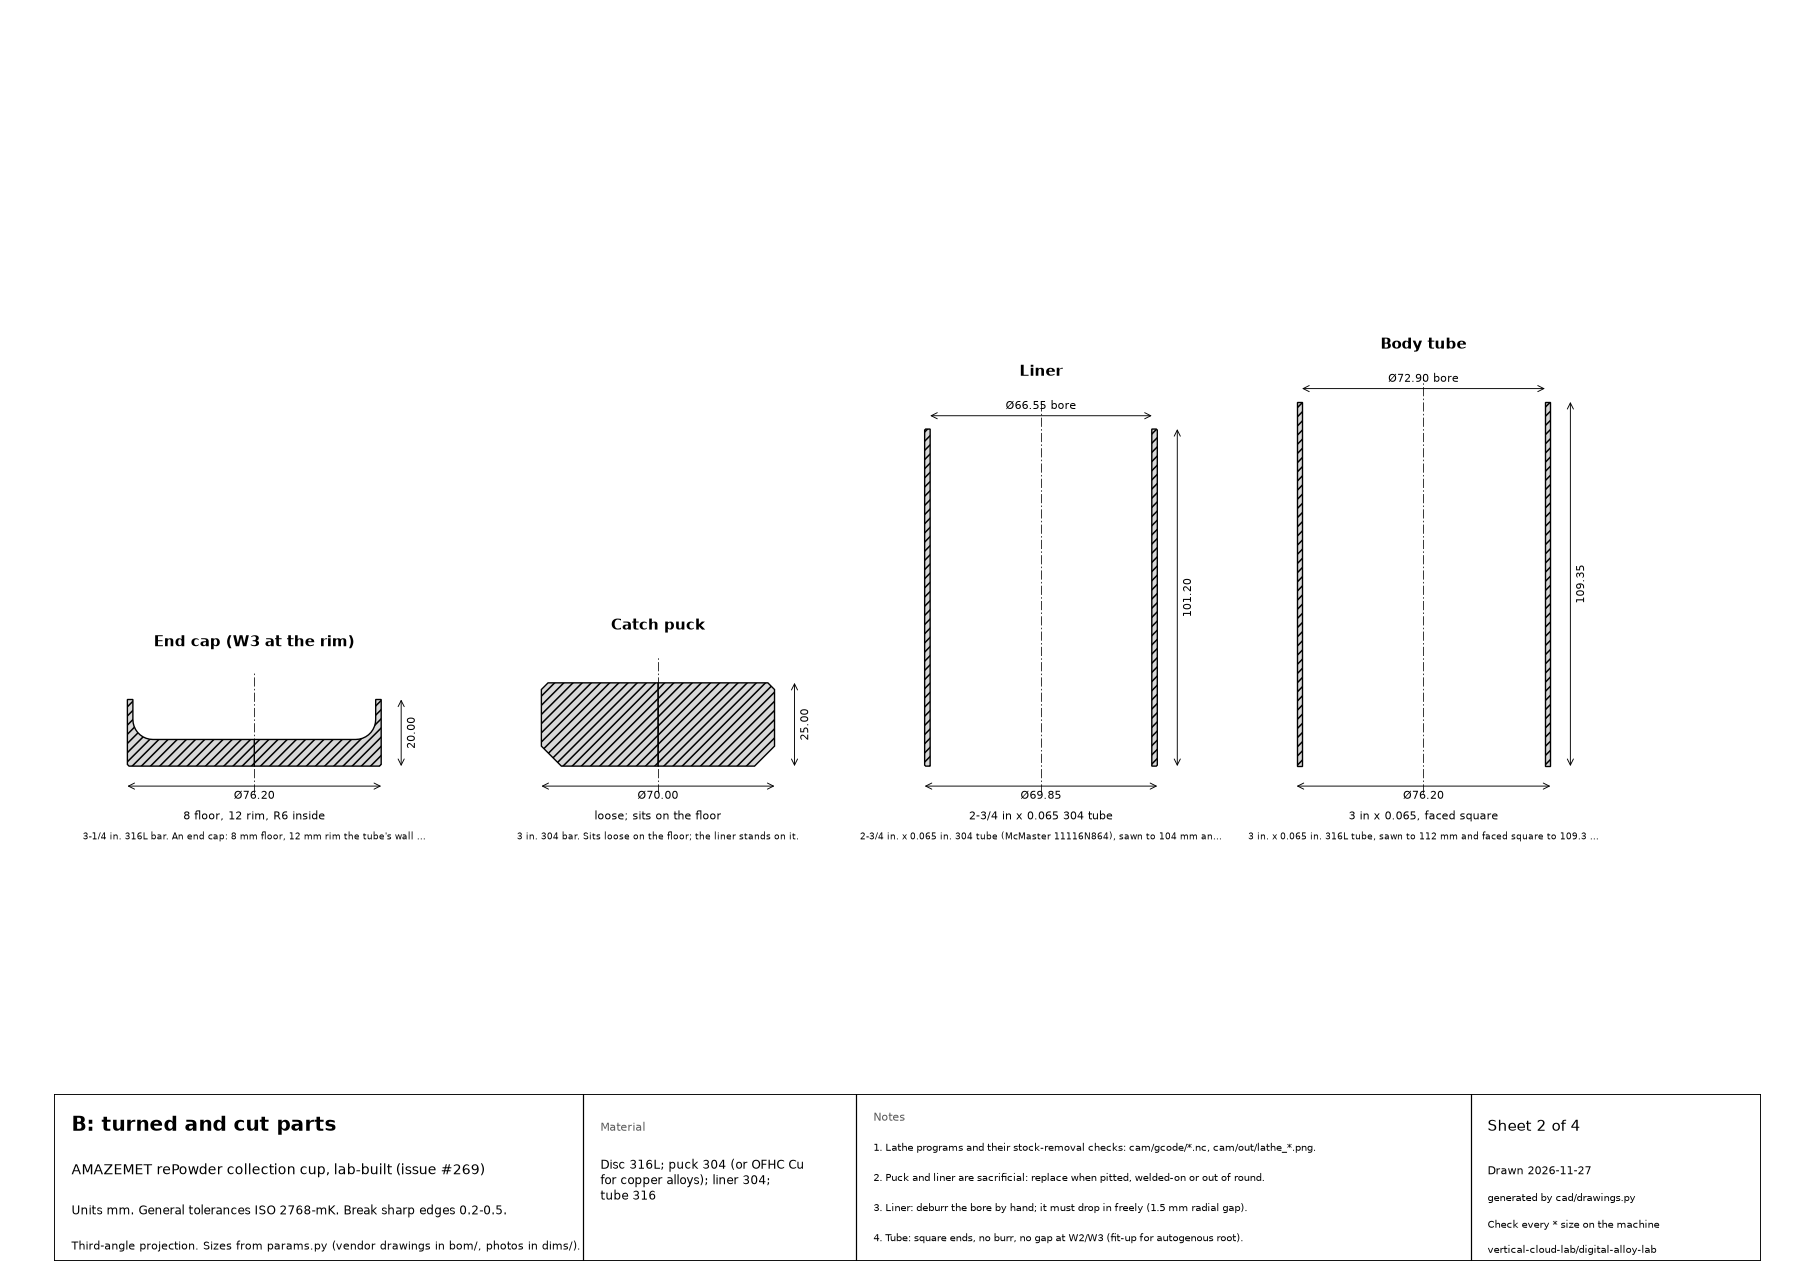 Body tube
Ø72.90 bore
Liner
Ø66.55 bore
109.35
101.20
Catch puck
End cap (W3 at the rim)
25.00
20.00
Ø76.20
Ø70.00
Ø69.85
Ø76.20
8 floor, 12 rim, R6 inside
loose; sits on the floor
2-3/4 in x 0.065 304 tube
3 in x 0.065, faced square
3-1/4 in. 316L bar. An end cap: 8 mm floor, 12 mm rim the tube's wall ...
3 in. 304 bar. Sits loose on the floor; the liner stands on it.
2-3/4 in. x 0.065 in. 304 tube (McMaster 11116N864), sawn to 104 mm an...
3 in. x 0.065 in. 316L tube, sawn to 112 mm and faced square to 109.3 ...
B: turned and cut parts
AMAZEMET rePowder collection cup, lab-built (issue #269)
Units mm. General tolerances ISO 2768-mK. Break sharp edges 0.2-0.5.
Third-angle projection. Sizes from params.py (vendor drawings in bom/, photos in dims/).
Material
Disc 316L; puck 304 (or OFHC Cu
for copper alloys); liner 304;
tube 316
Notes
1. Lathe programs and their stock-removal checks: cam/gcode/*.nc, cam/out/lathe_*.png.
2. Puck and liner are sacrificial: replace when pitted, welded-on or out of round.
3. Liner: deburr the bore by hand; it must drop in freely (1.5 mm radial gap).
4. Tube: square ends, no burr, no gap at W2/W3 (fit-up for autogenous root).
Sheet 2 of 4
Drawn 2026-11-27
generated by cad/drawings.py
Check every * size on the machine
vertical-cloud-lab/digital-alloy-lab